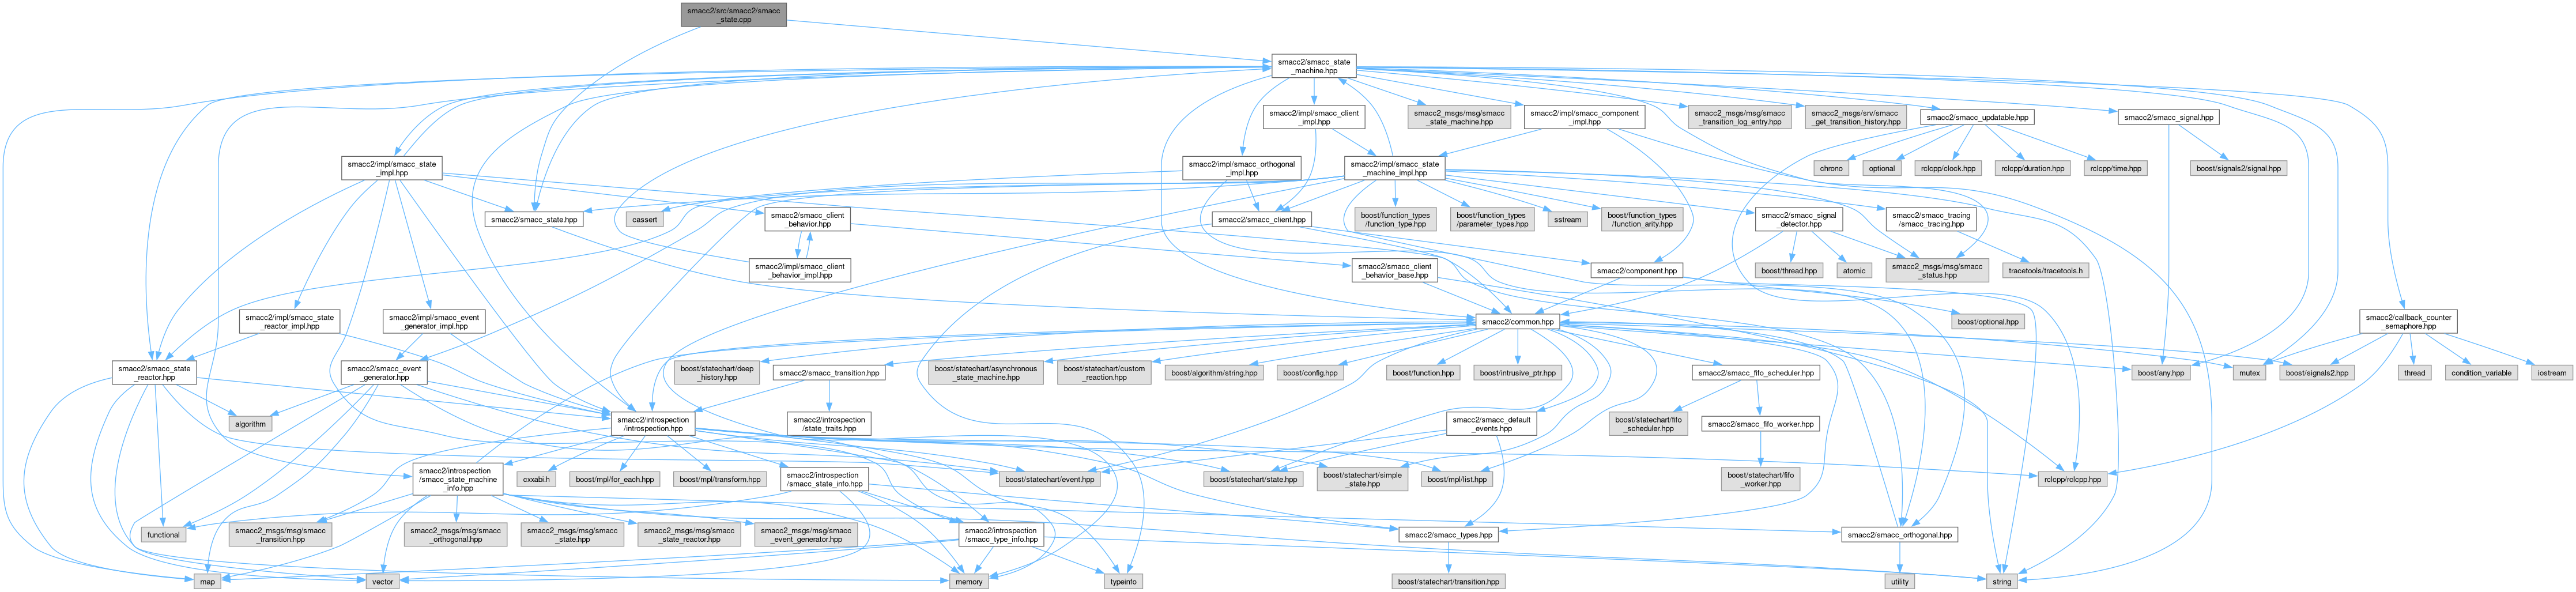 smacc2/src/smacc2/smacc
_state.cpp
smacc2/smacc_state
_machine.hpp
smacc2/impl/smacc_client
_impl.hpp
smacc2_msgs/msg/smacc
_state_machine.hpp
smacc2/impl/smacc_component
_impl.hpp
smacc2_msgs/msg/smacc
_transition_log_entry.hpp
smacc2_msgs/srv/smacc
_get_transition_history.hpp
smacc2/smacc_updatable.hpp
smacc2/smacc_signal.hpp
smacc2/impl/smacc_state
_impl.hpp
smacc2/impl/smacc_orthogonal
_impl.hpp
smacc2/impl/smacc_state
_machine_impl.hpp
chrono
optional
rclcpp/clock.hpp
rclcpp/duration.hpp
rclcpp/time.hpp
boost/signals2/signal.hpp
smacc2/smacc_state.hpp
cassert
smacc2/smacc_client
_behavior.hpp
smacc2/smacc_client.hpp
boost/function_types
/function_type.hpp
boost/function_types
/parameter_types.hpp
sstream
boost/function_types
/function_arity.hpp
smacc2/smacc_signal
_detector.hpp
smacc2/smacc_tracing
/smacc_tracing.hpp
smacc2/impl/smacc_client
_behavior_impl.hpp
smacc2/smacc_client
_behavior_base.hpp
smacc2/component.hpp
boost/thread.hpp
atomic
smacc2_msgs/msg/smacc
_status.hpp
tracetools/tracetools.h
smacc2/impl/smacc_state
_reactor_impl.hpp
smacc2/impl/smacc_event
_generator_impl.hpp
smacc2/common.hpp
boost/optional.hpp
smacc2/callback_counter
_semaphore.hpp
smacc2/smacc_state
_reactor.hpp
smacc2/smacc_event
_generator.hpp
boost/statechart/deep
_history.hpp
smacc2/smacc_transition.hpp
boost/statechart/asynchronous
_state_machine.hpp
boost/statechart/custom
_reaction.hpp
boost/algorithm/string.hpp
boost/config.hpp
boost/function.hpp
boost/intrusive_ptr.hpp
smacc2/smacc_fifo_scheduler.hpp
boost/any.hpp
mutex
boost/signals2.hpp
thread
condition_variable
iostream
algorithm
smacc2/introspection
/introspection.hpp
smacc2/introspection
/state_traits.hpp
smacc2/smacc_default
_events.hpp
boost/statechart/fifo
_scheduler.hpp
smacc2/smacc_fifo_worker.hpp
smacc2/introspection
/smacc_state_machine
_info.hpp
cxxabi.h
boost/mpl/for_each.hpp
boost/mpl/transform.hpp
smacc2/introspection
/smacc_state_info.hpp
boost/statechart/event.hpp
boost/statechart/state.hpp
boost/statechart/simple
_state.hpp
boost/mpl/list.hpp
boost/statechart/fifo
_worker.hpp
rclcpp/rclcpp.hpp
functional
smacc2_msgs/msg/smacc
_transition.hpp
smacc2_msgs/msg/smacc
_orthogonal.hpp
smacc2_msgs/msg/smacc
_state.hpp
smacc2_msgs/msg/smacc
_state_reactor.hpp
smacc2_msgs/msg/smacc
_event_generator.hpp
smacc2/introspection
/smacc_type_info.hpp
smacc2/smacc_types.hpp
smacc2/smacc_orthogonal.hpp
map
vector
memory
typeinfo
boost/statechart/transition.hpp
utility
string